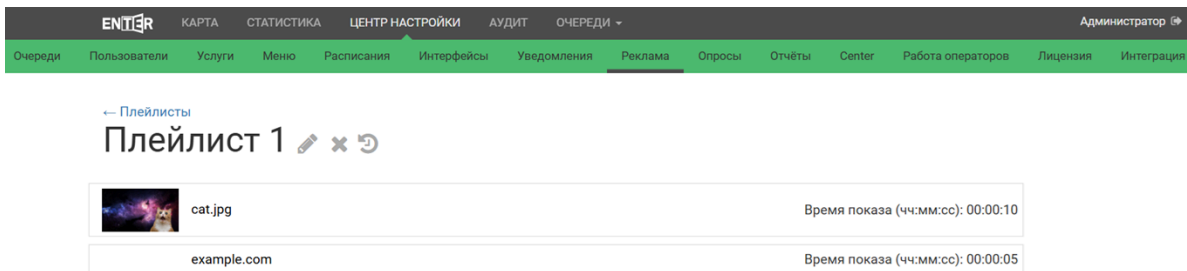 ENTER КАРТА СТАТИСТИКА ЦЕНТР НАСТРОЙКИ АУДИТ ОЧЕРЕДИ Администратор
Очереди Пользователи Услуги Меню Расписания Интерфейсы Уведомления Реклама Опросы Отчёты Center Работа операторов Лицензия Интеграция
← Плейлисты
Плейлист 1
cat.jpg Время показа (чч:мм:сс): 00:00:10
example.com Время показа (чч:мм:сс): 00:00:05